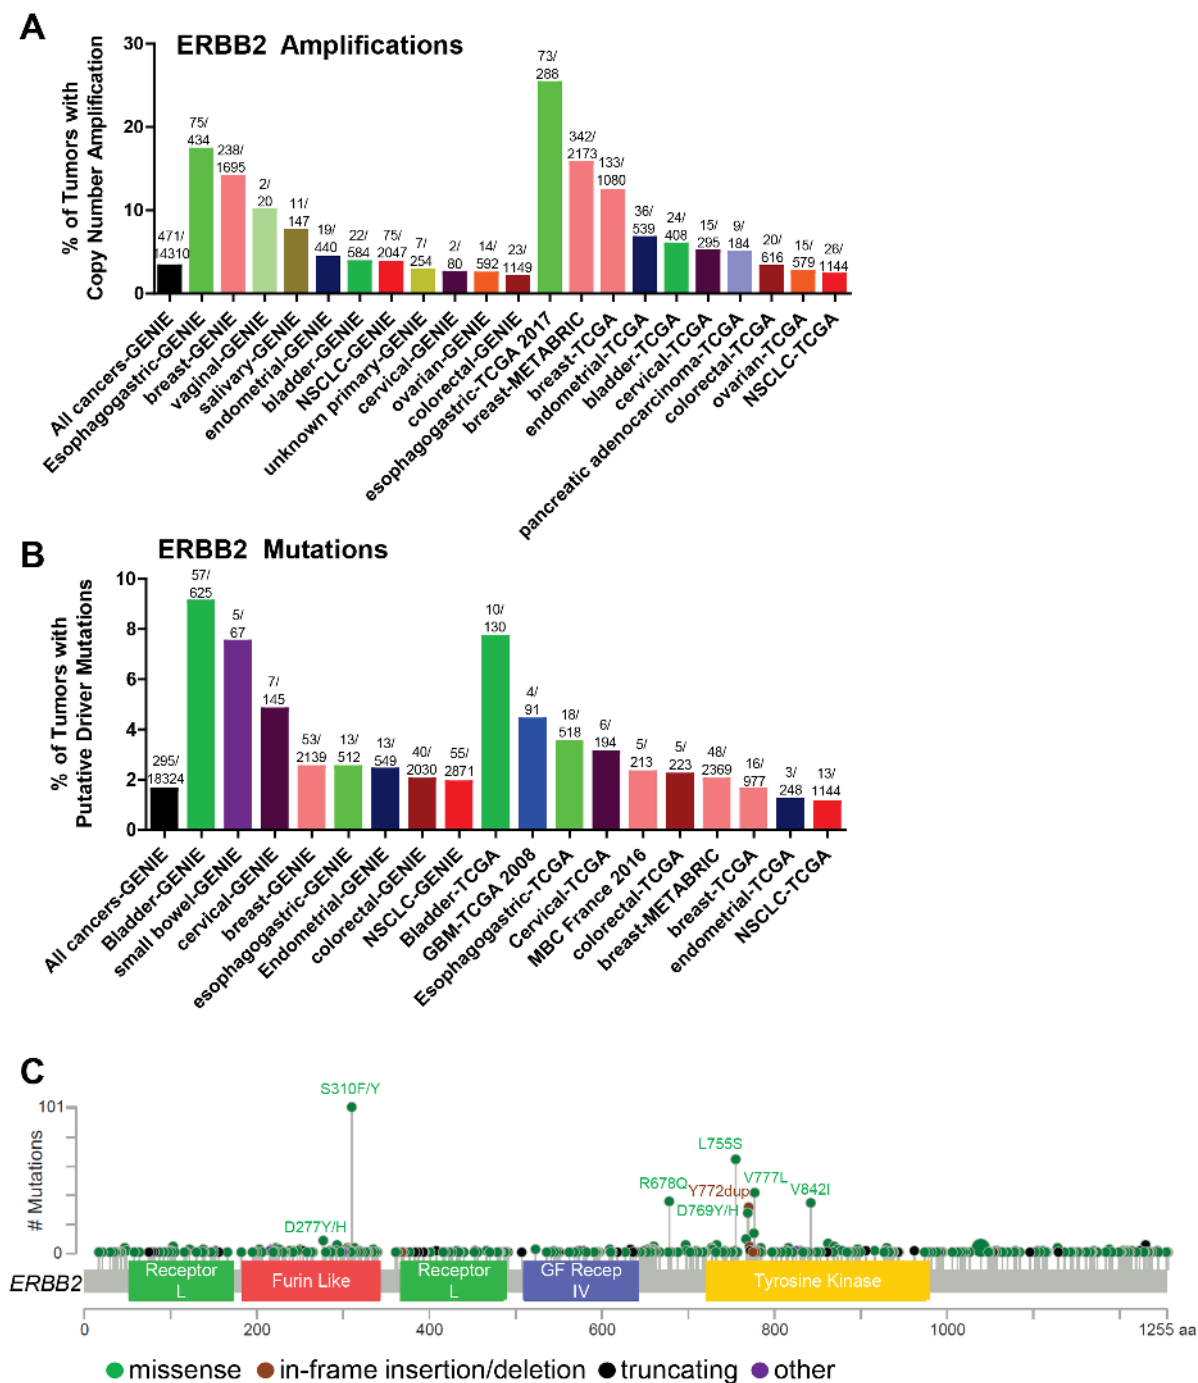 A
ERBB2 Amplifications
% of Tumors with
Copy Number Amplification
30
20
10
0
471/
14310
75/
434
238/
1695
2/
20
11/
147
19/
440
22/
584
75/
2047
7/
254
2/
80
14/
592
23/
1149
73/
288
342/
2173
133/
1080
36/
539
24/
408
15/
295
9/
184
20/
616
15/
579
26/
1144
All cancers-GENIE
Esophagogastric-GENIE
breast-GENIE
vaginal-GENIE
salivary-GENIE
endometrial-GENIE
bladder-GENIE
NSCLC-GENIE
unknown primary-GENIE
cervical-GENIE
ovarian-GENIE
colorectal-GENIE
esophagogastric-TCGA 2017
breast-METABRIC
breast-TCGA
endometrial-TCGA
bladder-TCGA
cervical-TCGA
pancreatic adenocarcinoma-TCGA
colorectal-TCGA
ovarian-TCGA
NSCLC-TCGA
B
ERBB2 Mutations
% of Tumors with
Putative Driver Mutations
10
8
6
4
2
0
295/
18324
57/
625
5/
67
7/
145
53/
2139
13/
512
13/
549
40/
2030
55/
2871
10/
130
4/
91
18/
518
6/
194
5/
213
5/
223
48/
2369
16/
977
3/
248
13/
1144
All cancers-GENIE
Bladder-GENIE
small bowel-GENIE
cervical-GENIE
breast-GENIE
esophagogastric-GENIE
Endometrial-GENIE
colorectal-GENIE
NSCLC-GENIE
Bladder-TCGA
GBM-TCGA 2008
Esophagogastric-TCGA
Cervical-TCGA
MBC France 2016
colorectal-TCGA
breast-METABRIC
breast-TCGA
endometrial-TCGA
NSCLC-TCGA
C
# Mutations
101
0
S310F/Y
D277Y/H
R678Q
L755S
Y772dup
D769Y/H
V777L
V842I
ERBB2
Receptor
L
Furin Like
Receptor
L
GF Recep
IV
Tyrosine Kinase
0
200
400
600
800
1000
1255 aa
missense
in-frame insertion/deletion
truncating
other